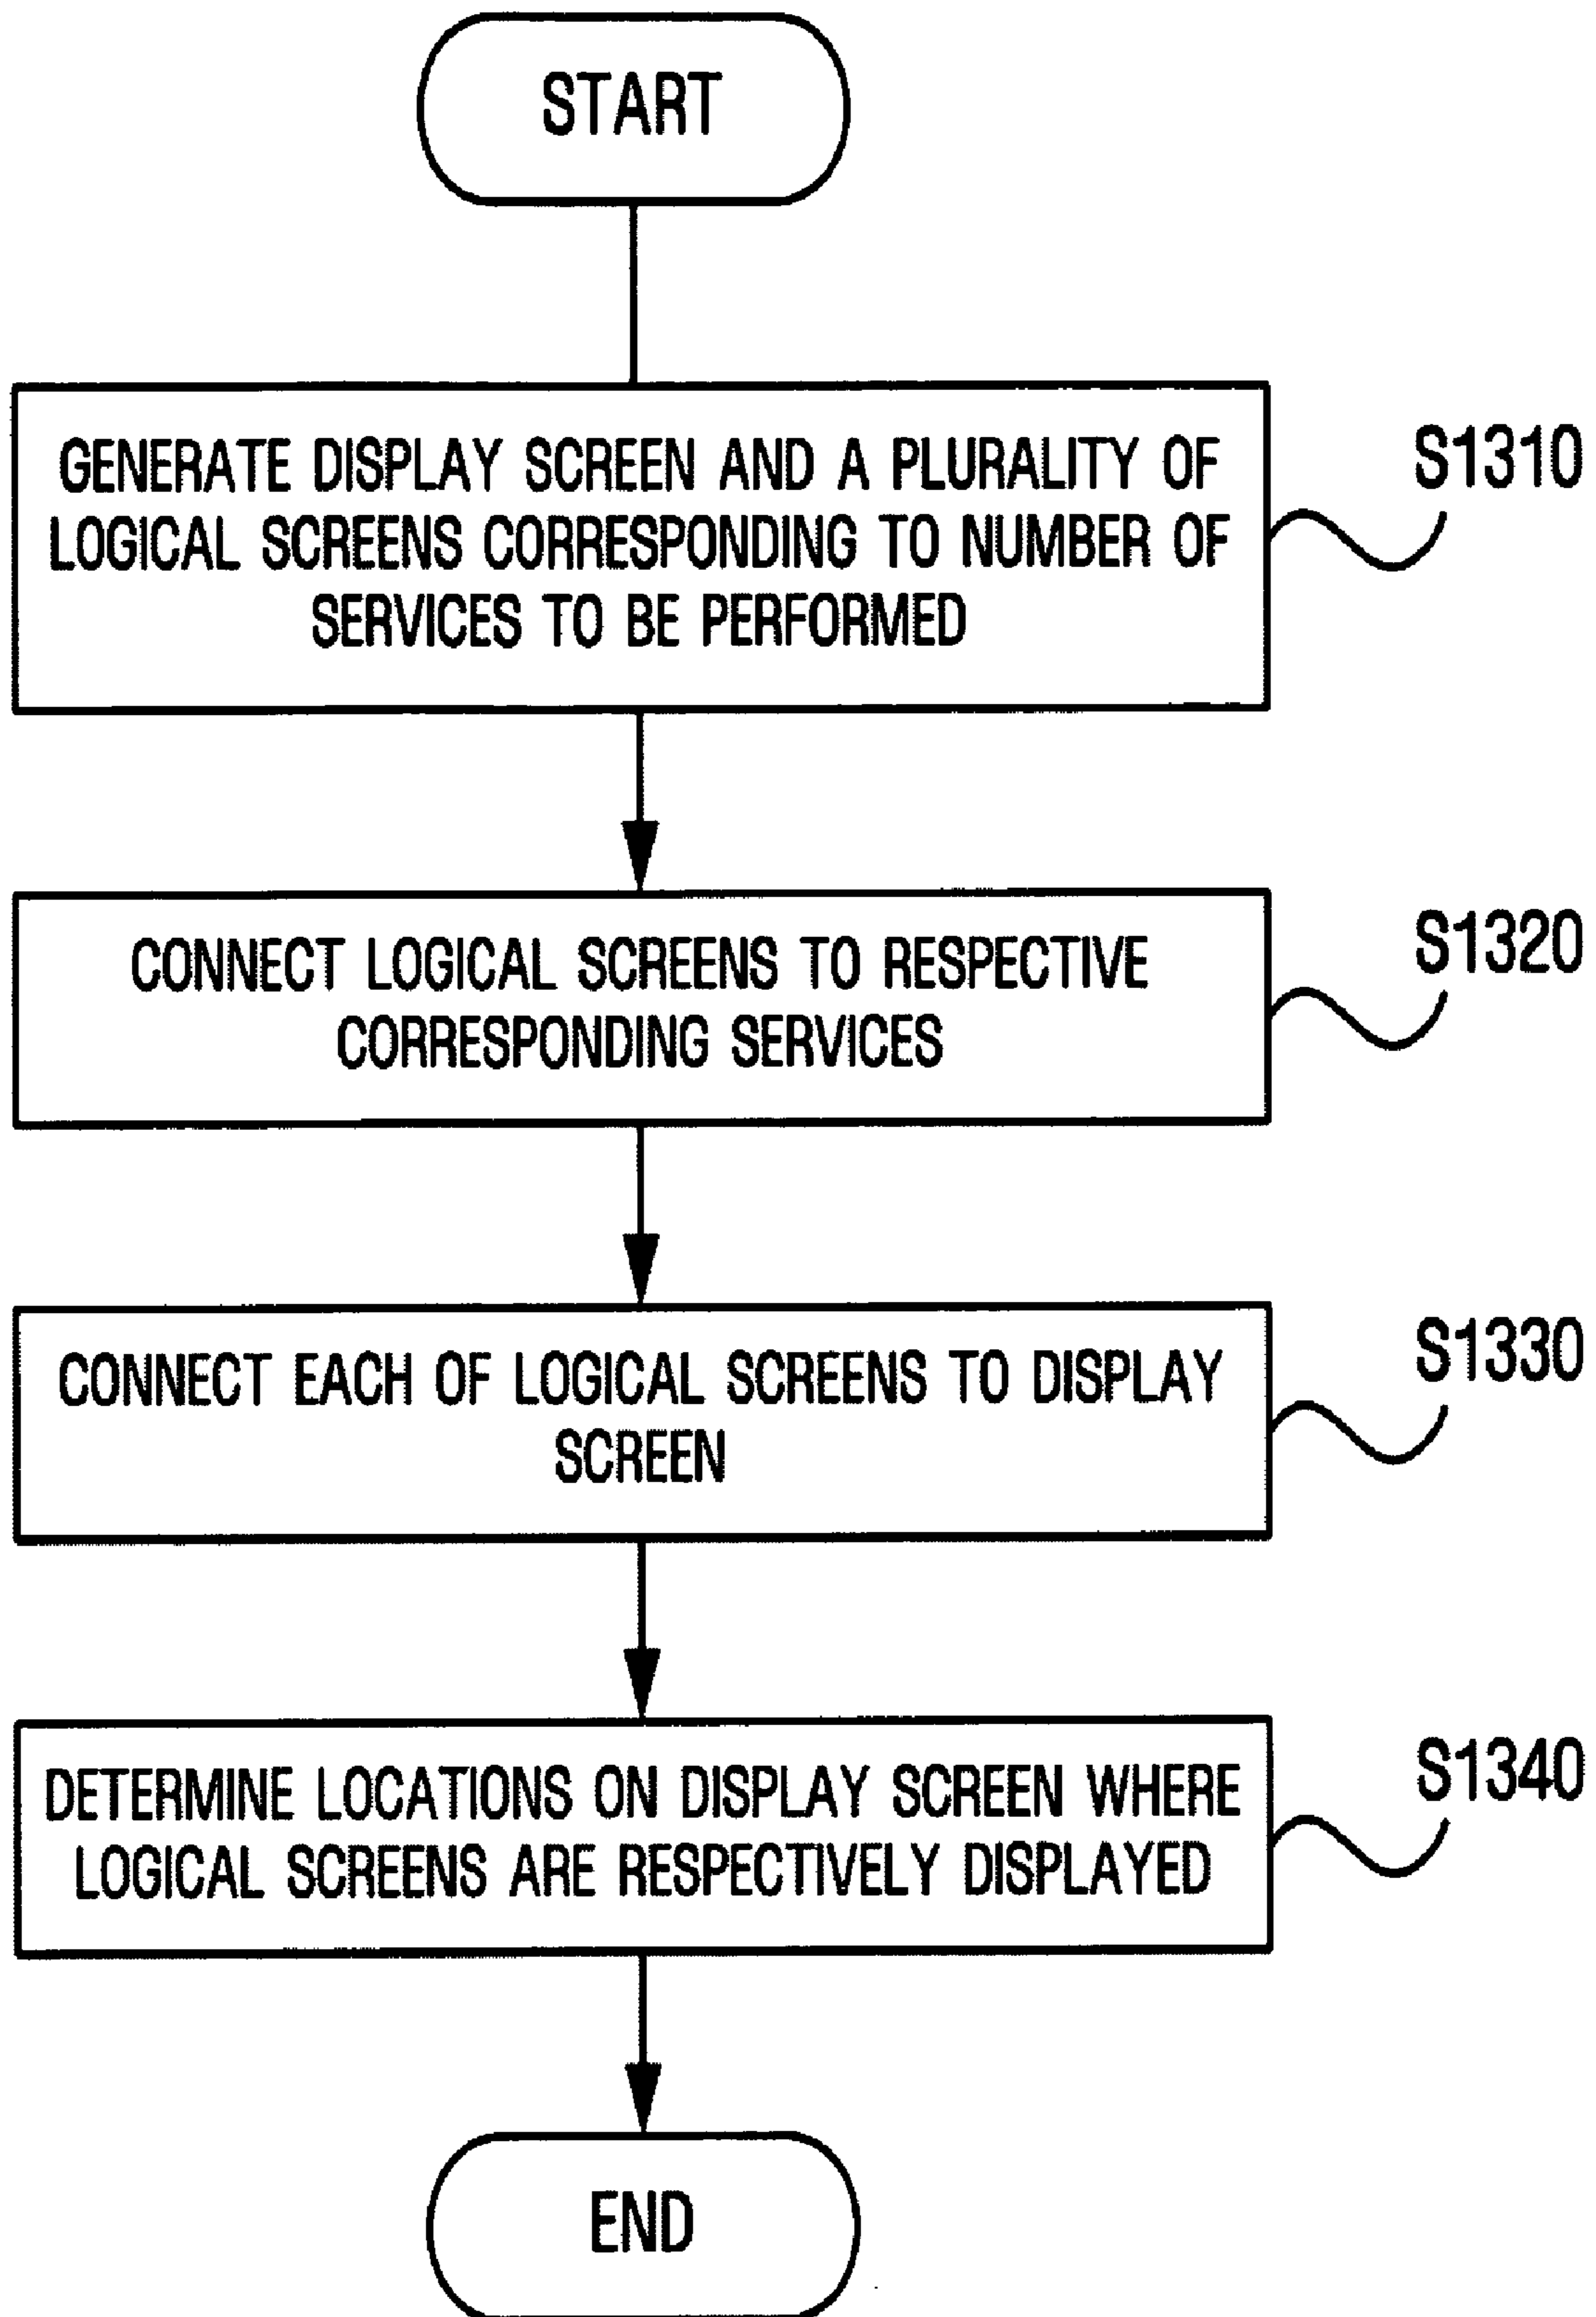 START
GENERATE DISPLAY SCREEN AND A PLURALITY OF
LOGICAL SCREENS CORRESPONDING TO NUMBER OF
SERVICES TO BE PERFORMED
S1310
CONNECT LOGICAL SCREENS TO RESPECTIVE
CORRESPONDING SERVICES
S1320
CONNECT EACH OF LOGICAL SCREENS TO DISPLAY
SCREEN
S1330
DETERMINE LOCATIONS ON DISPLAY SCREEN WHERE
LOGICAL SCREENS ARE RESPECTIVELY DISPLAYED
S1340
END